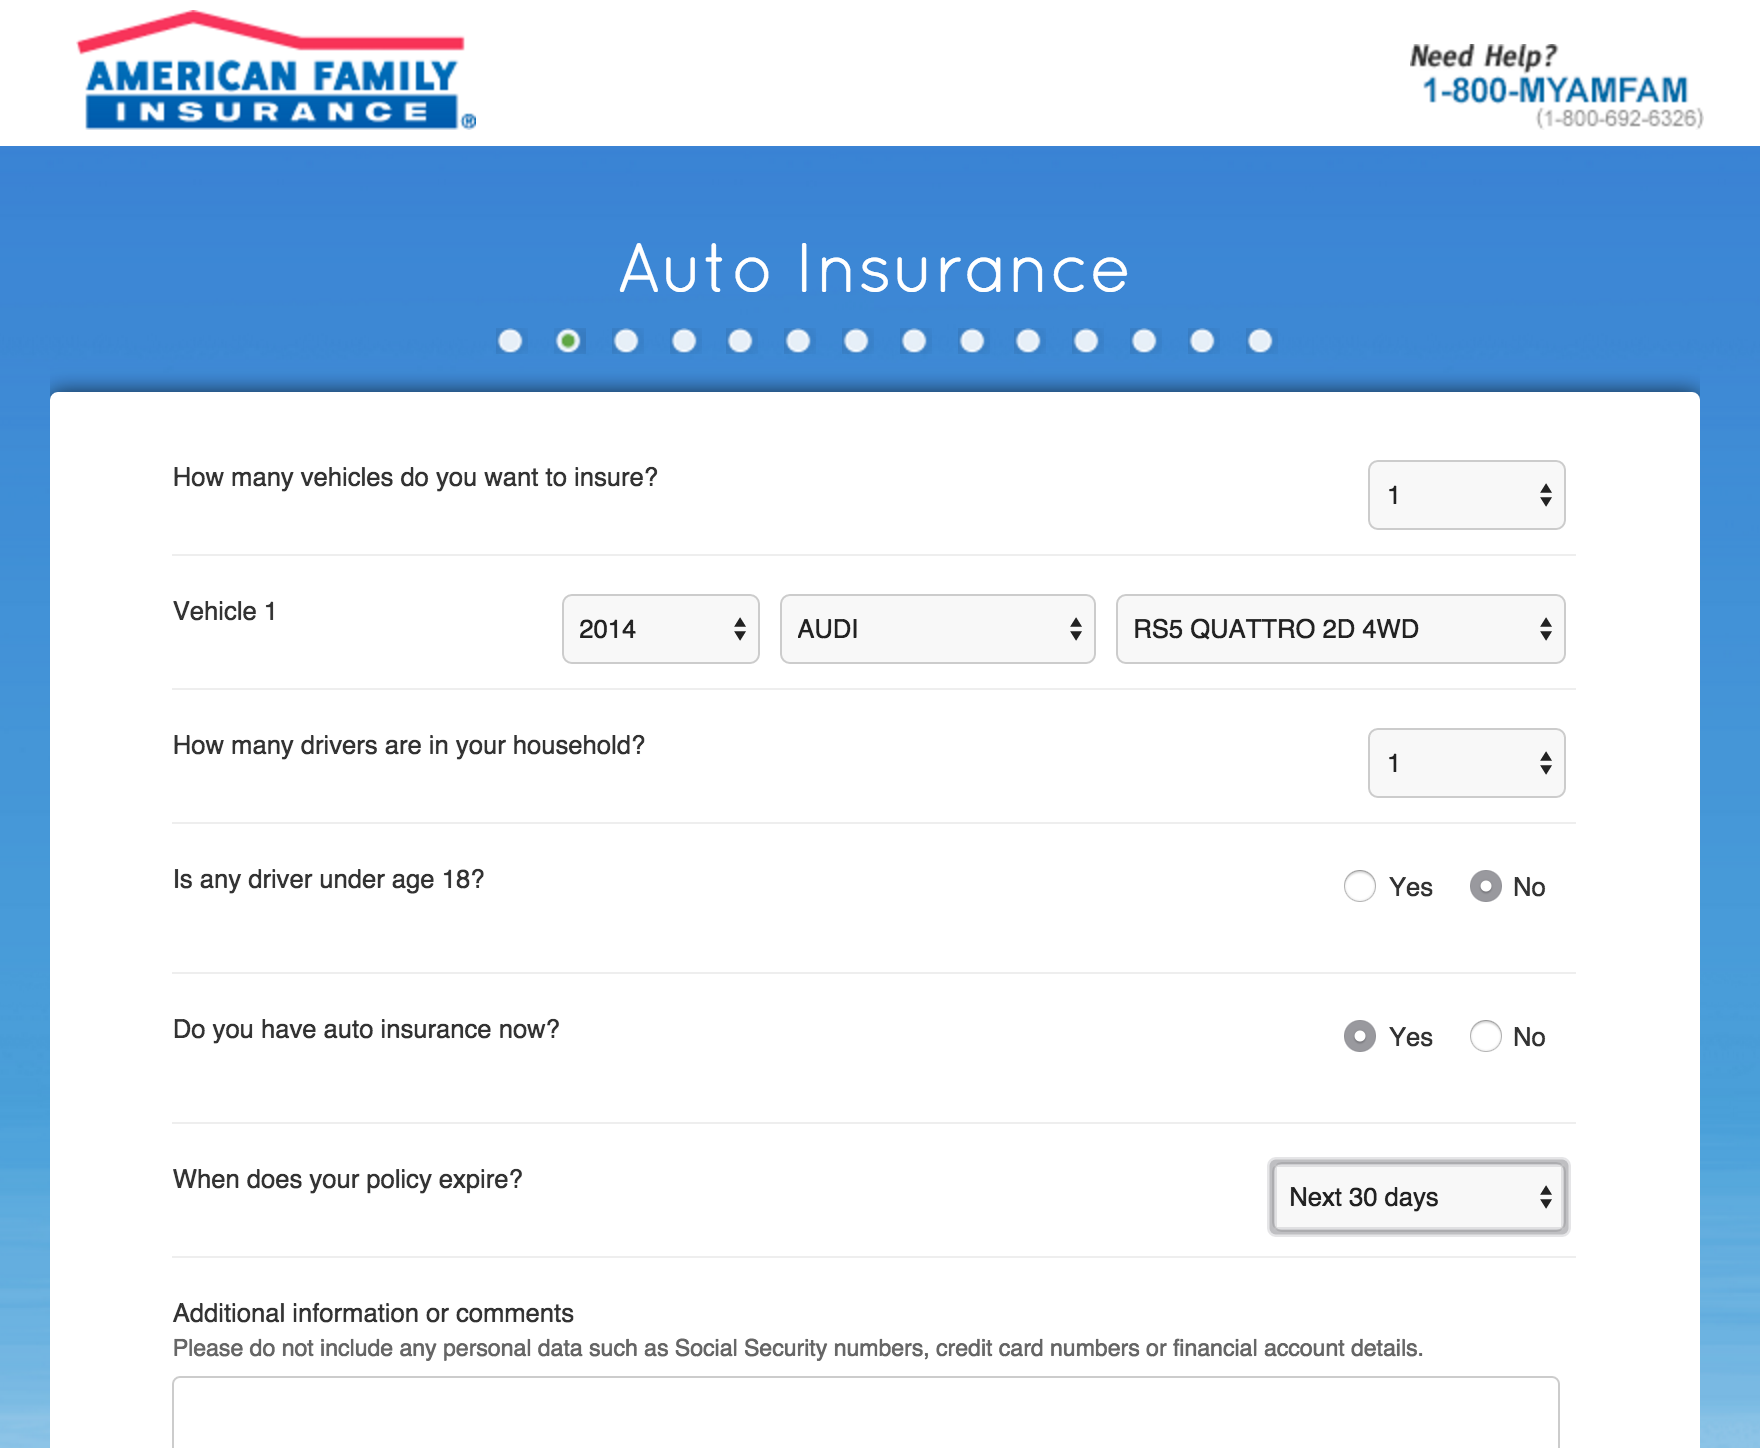 AMERICAN FAMILY
INSURANCE ®
Need Help?
1-800-MYAMFAM
(1-800-692-6326)
Auto Insurance
How many vehicles do you want to insure? 1
Vehicle 1 2014 AUDI RS5 QUATTRO 2D 4WD
How many drivers are in your household? 1
Is any driver under age 18? Yes No
Do you have auto insurance now? Yes No
When does your policy expire? Next 30 days
Additional information or comments
Please do not include any personal data such as Social Security numbers, credit card numbers or financial account details.